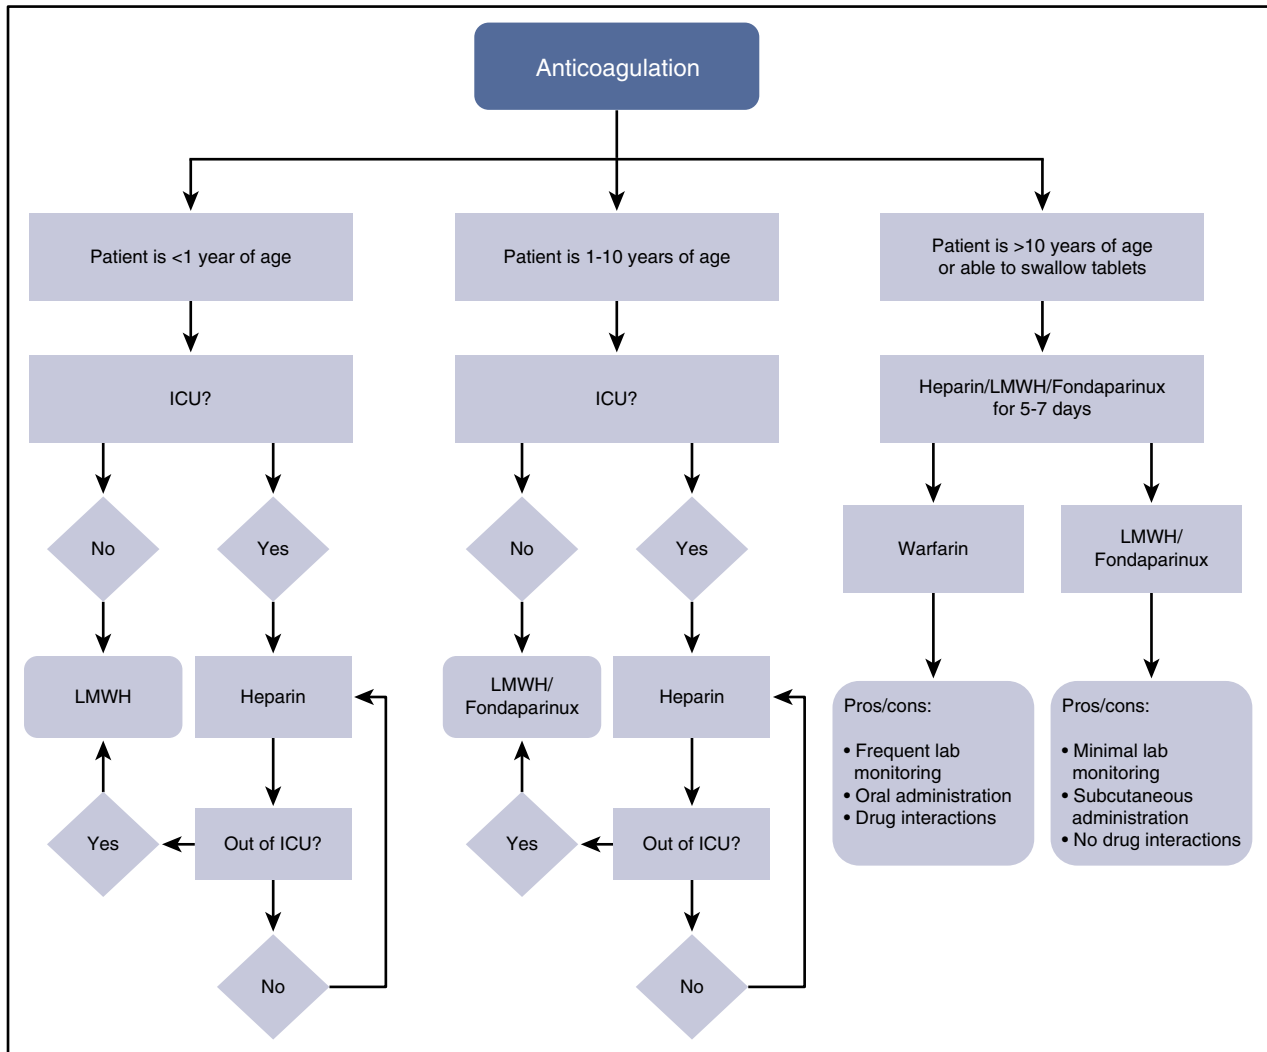 Anticoagulation
Patient is <1 year of age
ICU?
No
Yes
LMWH
Heparin
Yes
Out of ICU?
No
Patient is 1-10 years of age
ICU?
No
Yes
LMWH/
Fondaparinux
Heparin
Yes
Out of ICU?
No
Patient is >10 years of age
or able to swallow tablets
Heparin/LMWH/Fondaparinux
for 5-7 days
Warfarin
LMWH/
Fondaparinux
Pros/cons:
• Frequent lab
monitoring
• Oral administration
• Drug interactions
Pros/cons:
• Minimal lab
monitoring
• Subcutaneous
administration
• No drug interactions